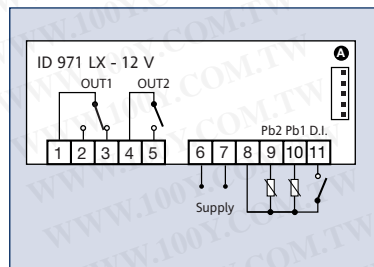 A
ID 971 LX - 12 V
OUT1 OUT2
Pb2 Pb1 D.I.
1 2 3 4 5 6 7 8 9 10 11
Supply
WWW.100Y.COM.TW